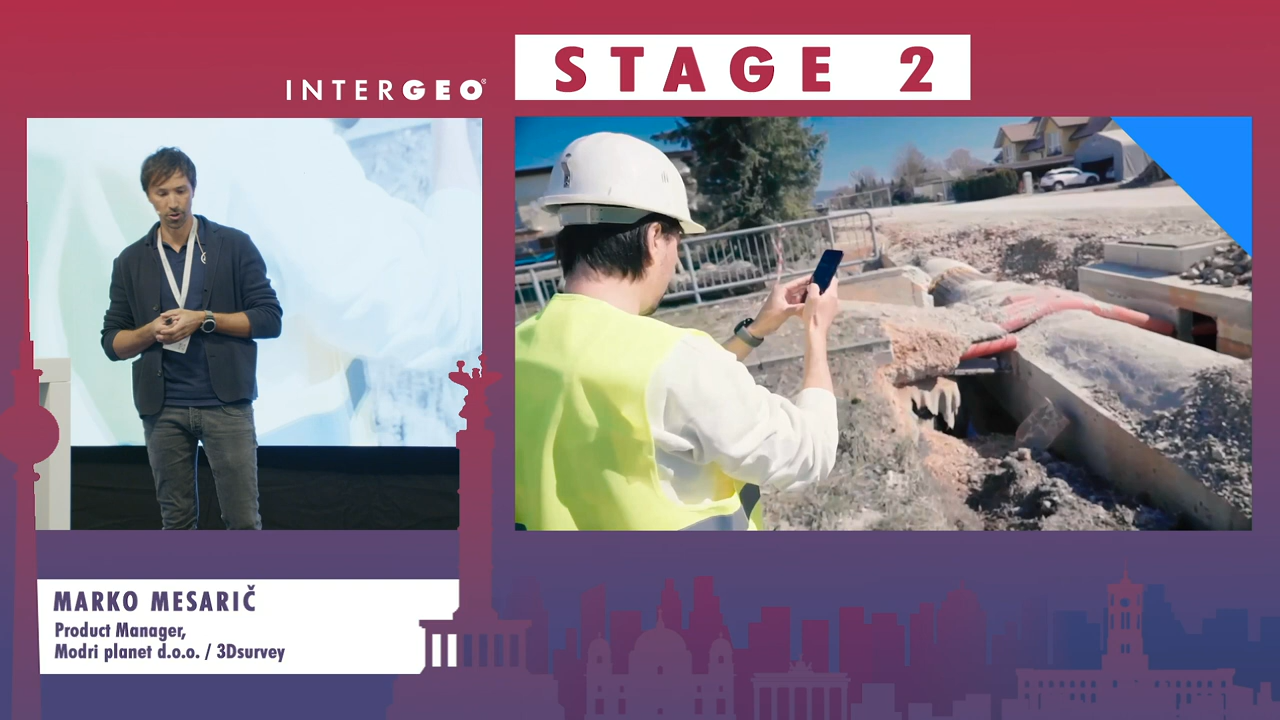 INTERGEO®
STAGE 2
MARKO MESARIČ
Product Manager,
Modri planet d.o.o. / 3Dsurvey